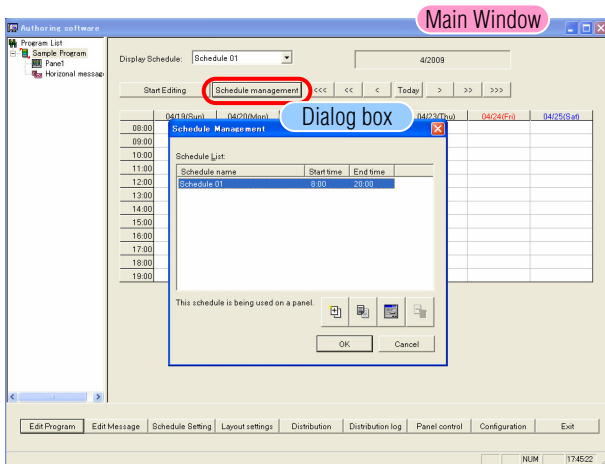 Main Window
Authoring software
Program List
Sample Program
Panel
Horizonal message
Display Schedule:
Schedule 01
4/2009
Start Editing
Schedule management
<<<
<<
<
Today
>
>>
>>>
Dialog box
04/19(Sun)
04/20(Mon)
04/23(Thu)
04/24(Fri)
04/25(Sat)
08:00
09:00
10:00
11:00
12:00
13:00
14:00
15:00
16:00
17:00
18:00
19:00
Schedule Management
Schedule List:
Schedule name Start time End time
Schedule 01 8:00 20:00
This schedule is being used on a panel.
OK Cancel
Edit Program Edit Message Schedule Setting Layout settings Distribution Distribution log Panel control Configuration Exit
NUM 17:45:22